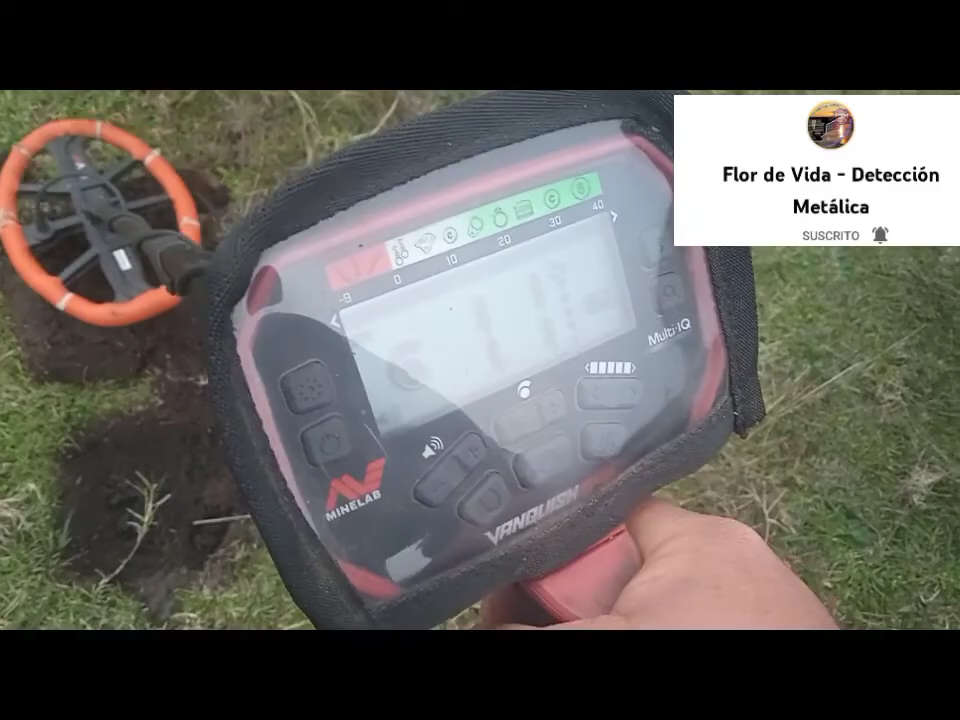 Flor de Vida - Detección
Metálica
SUSCRITO
-9 0 10 20 30 40
Multi-IQ
MINELAB
VANQUISH